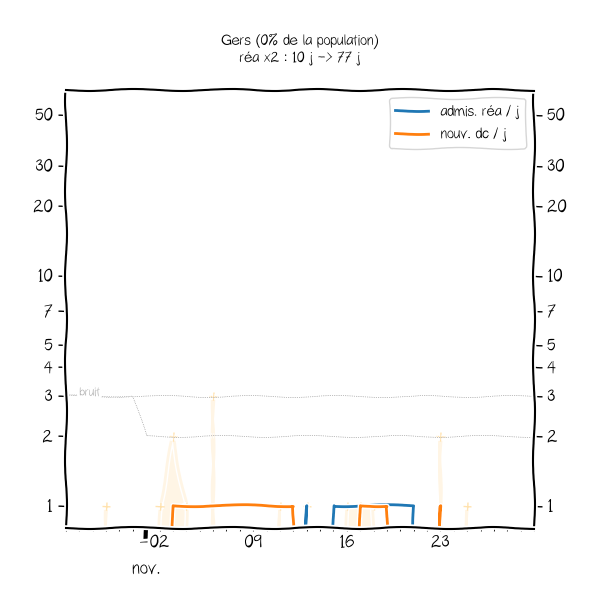 Gers (0% de la population)
réa x2 : 10 j -> 77 j
admis. réa / j
nouv. dc / j
50 50
30 30
20 20
10 10
7 7
5 5
4 4
bruit
3 3
2 2
1 1
02 09 16 23
nov.